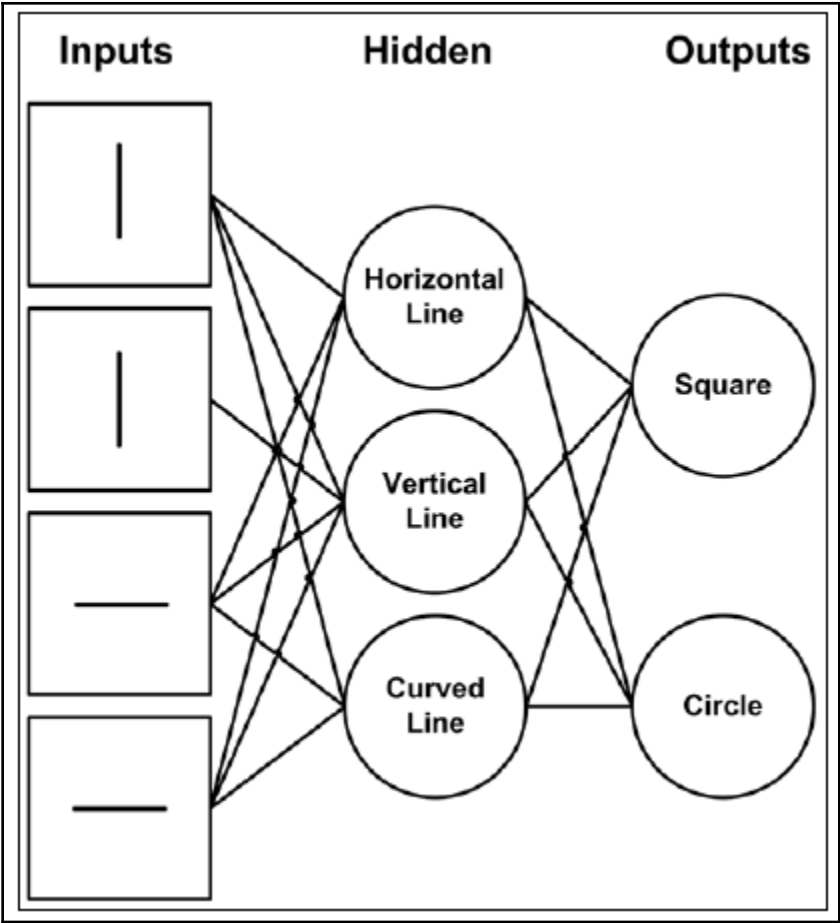 Inputs
Hidden
Outputs
Horizontal
Line
Vertical
Line
Curved
Line
Square
Circle